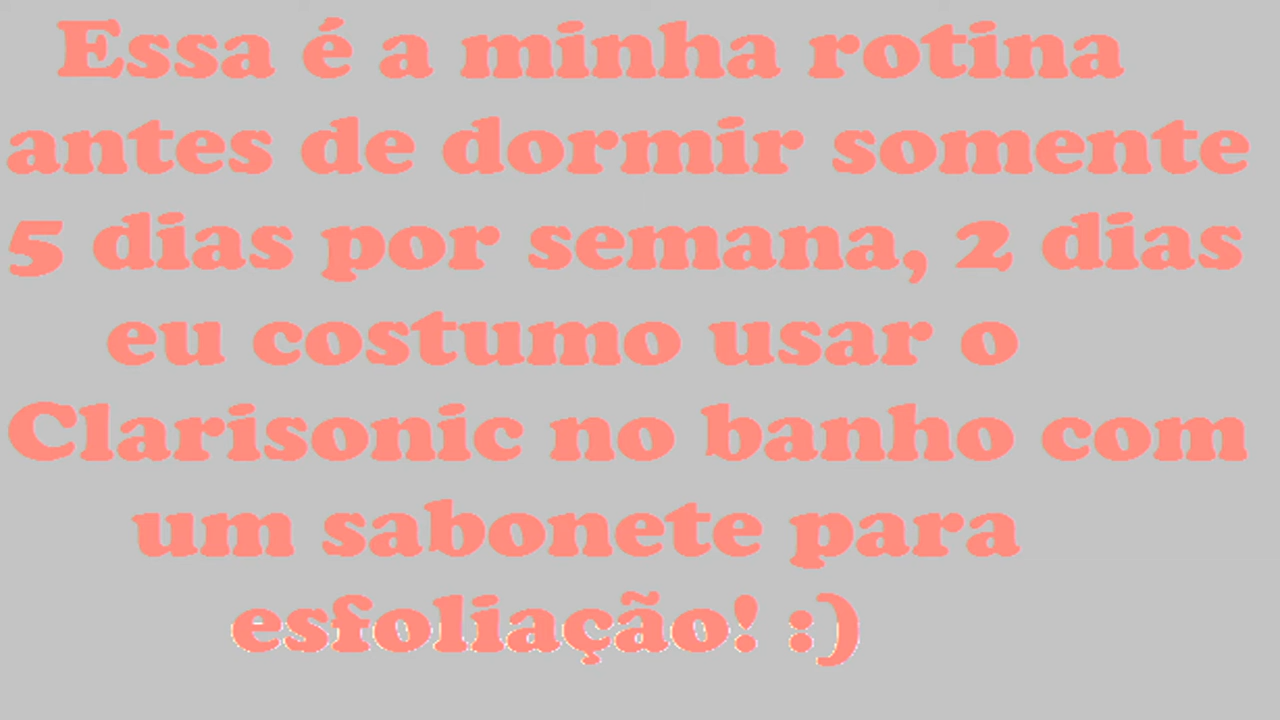 Essa é a minha rotina
antes de dormir somente
5 dias por semana, 2 dias
eu costumo usar o
Clarisonic no banho com
um sabonete para
esfoliação! :)